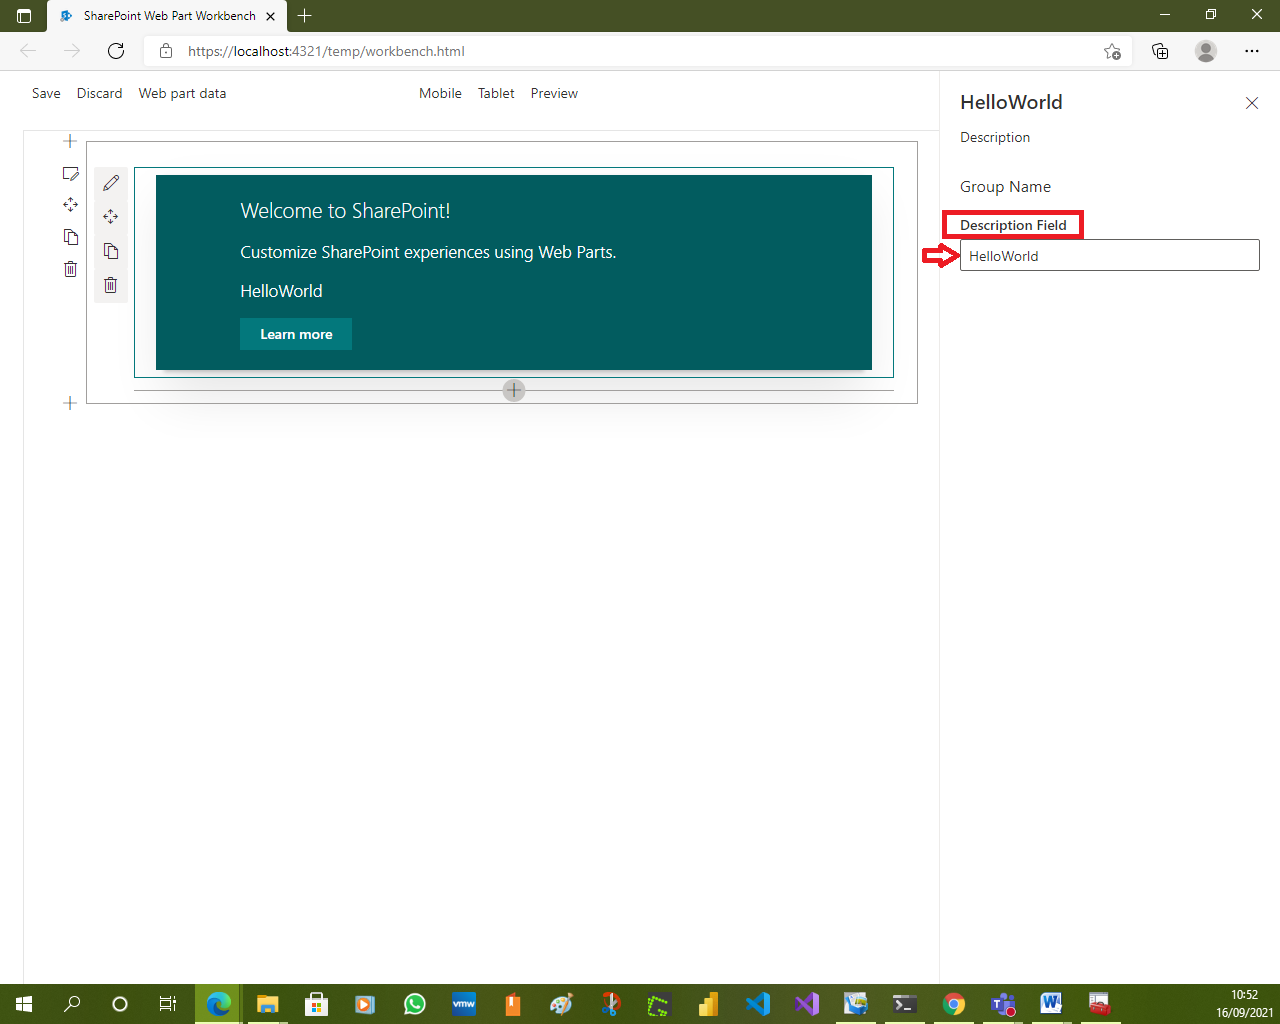 SharePoint Web Part Workbench
https://localhost:4321/temp/workbench.html
Save Discard Web part data Mobile Tablet Preview
HelloWorld
Description
Group Name
Description Field
HelloWorld
Welcome to SharePoint!
Customize SharePoint experiences using Web Parts.
HelloWorld
Learn more
vmw
10:52
16/09/2021